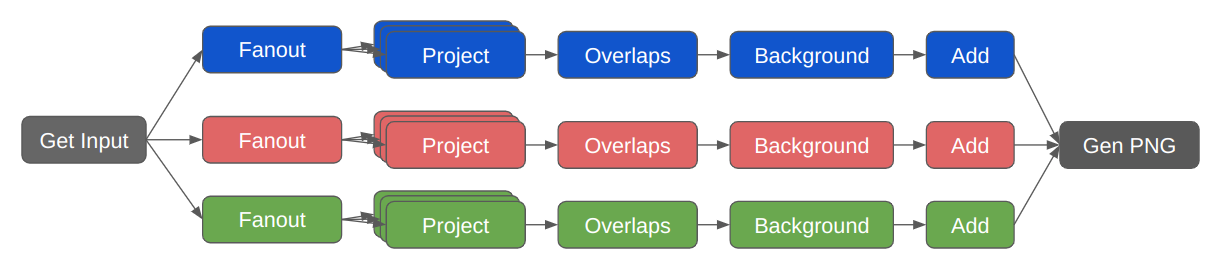 Get Input
Fanout
Project
Overlaps
Background
Add
Fanout
Project
Overlaps
Background
Add
Fanout
Project
Overlaps
Background
Add
Gen PNG